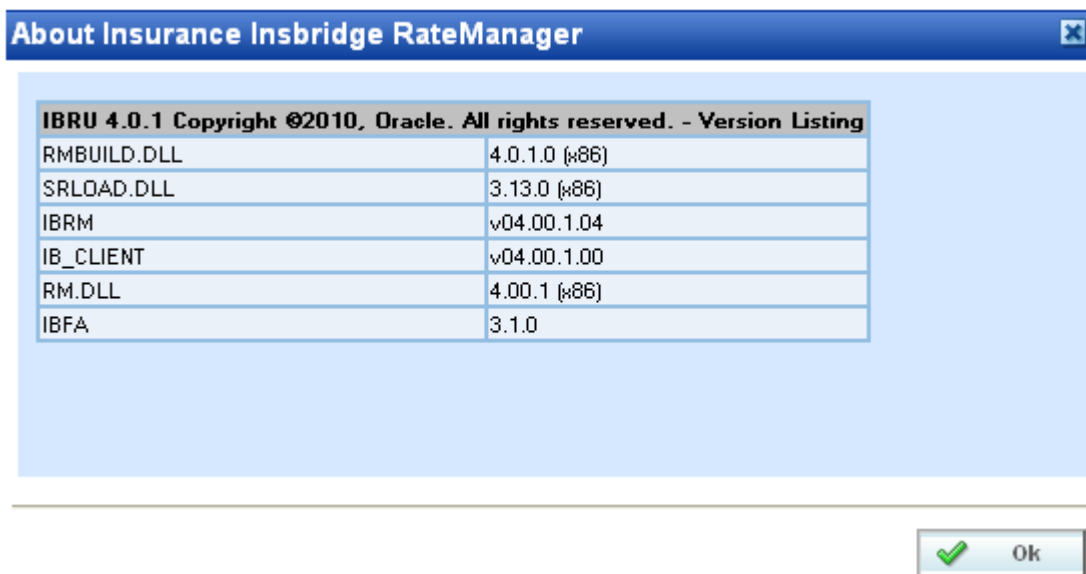 About Insurance Insbridge RateManager
IBRU 4.0.1 Copyright ©2010, Oracle. All rights reserved. - Version Listing
RMBUILD.DLL 4.0.1.0 (x86)
SRLOAD.DLL 3.13.0 (x86)
IBRM v04.00.1.04
IB_CLIENT v04.00.1.00
RM.DLL 4.00.1 (x86)
IBFA 3.1.0
Ok